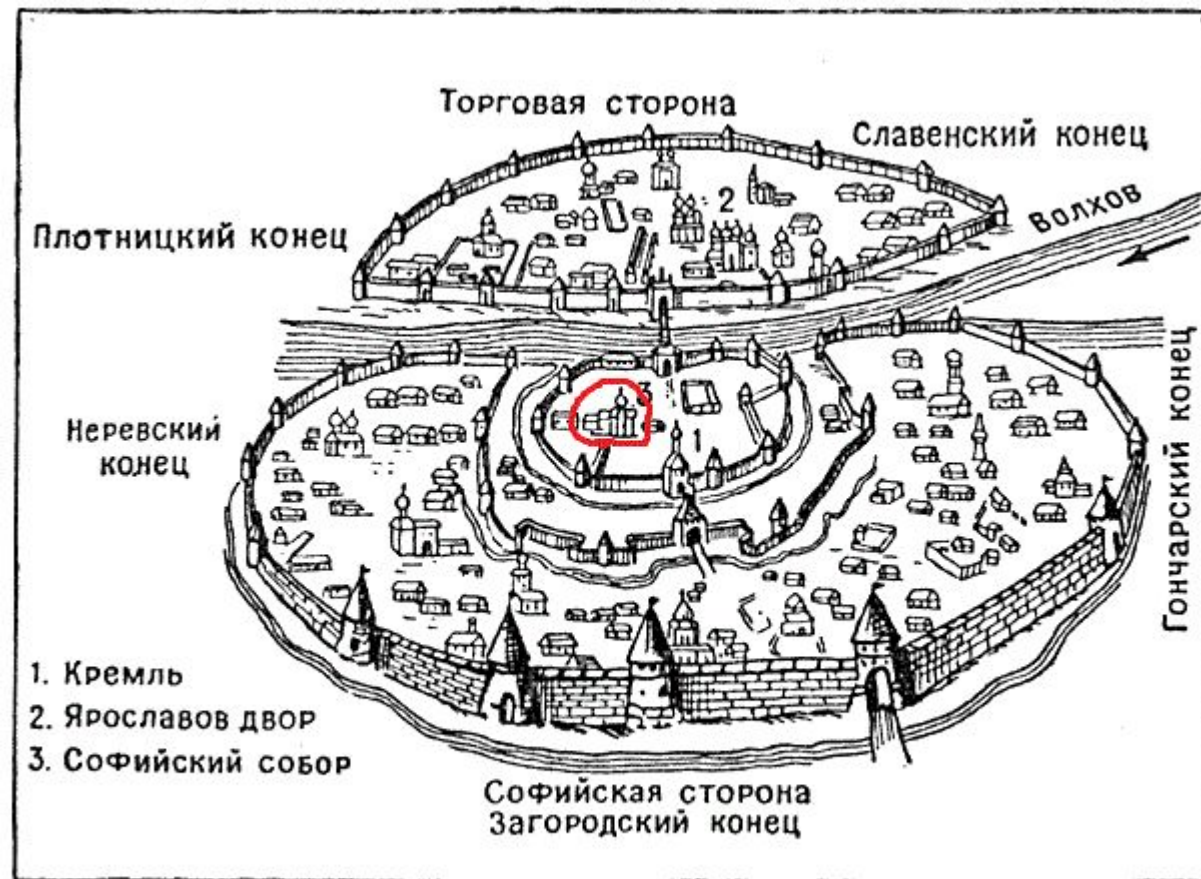 Торговая сторона
Славенский конец
Волхов
Плотницкий конец
2
Гончарский конец
3
Неревский
конец
1
1. Кремль
2. Ярославов двор
3. Софийский собор
Софийская сторона
Загородский конец